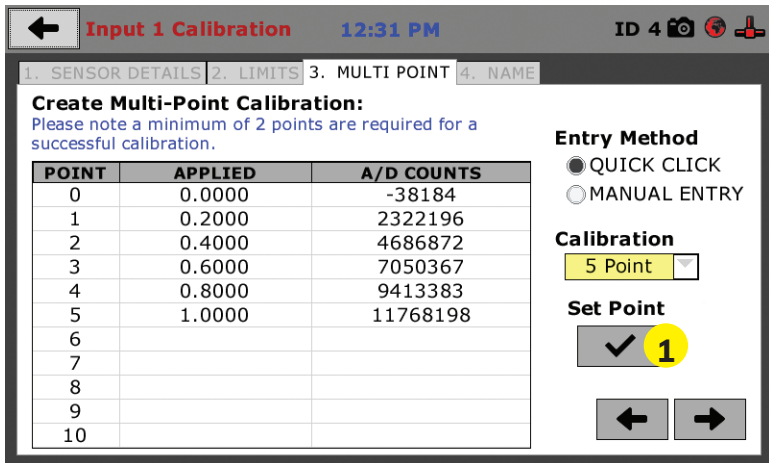 Input 1 Calibration 12:31 PM ID 4
1. SENSOR DETAILS 2. LIMITS 3. MULTI POINT 4. NAME
Create Multi-Point Calibration:
Please note a minimum of 2 points are required for a
successful calibration.
POINT APPLIED A/D COUNTS
0 0.0000 -38184
1 0.2000 2322196
2 0.4000 4686872
3 0.6000 7050367
4 0.8000 9413383
5 1.0000 11768198
6
7
8
9
10
Entry Method
QUICK CLICK
MANUAL ENTRY
Calibration
5 Point
Set Point
1